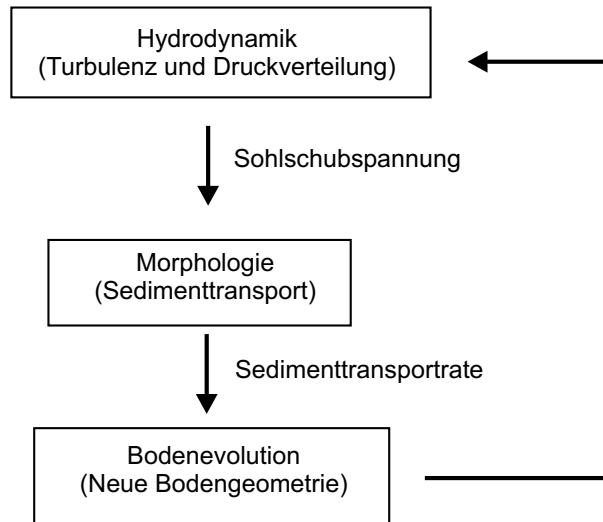 Hydrodynamik
(Turbulenz und Druckverteilung)
Sohlschubspannung
Morphologie
(Sedimenttransport)
Sedimenttransportrate
Bodenevolution
(Neue Bodengeometrie)